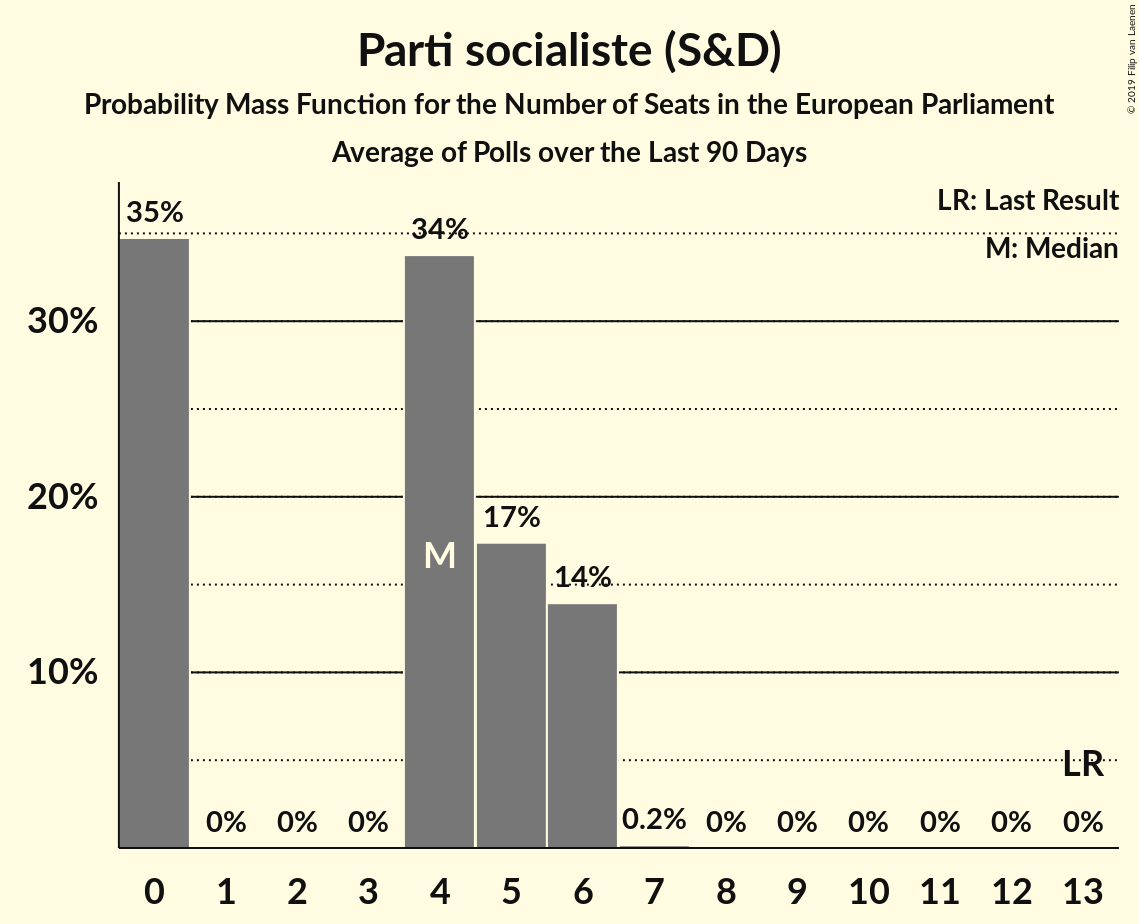 Parti socialiste (S&D)
Probability Mass Function for the Number of Seats in the European Parliament
Average of Polls over the Last 90 Days
© 2019 Filip van Laenen
LR: Last Result
M: Median
35%
34%
30%
20%
17%
M
14%
10%
LR
0% 0% 0% 0.2% 0% 0% 0% 0% 0% 0%
0 1 2 3 4 5 6 7 8 9 10 11 12 13